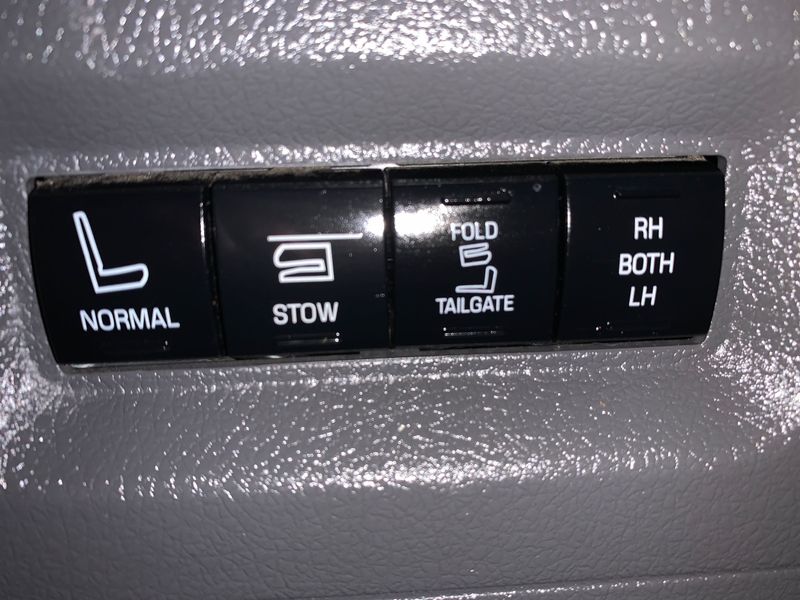 NORMAL
STOW
FOLD
TAILGATE
RH
BOTH
LH